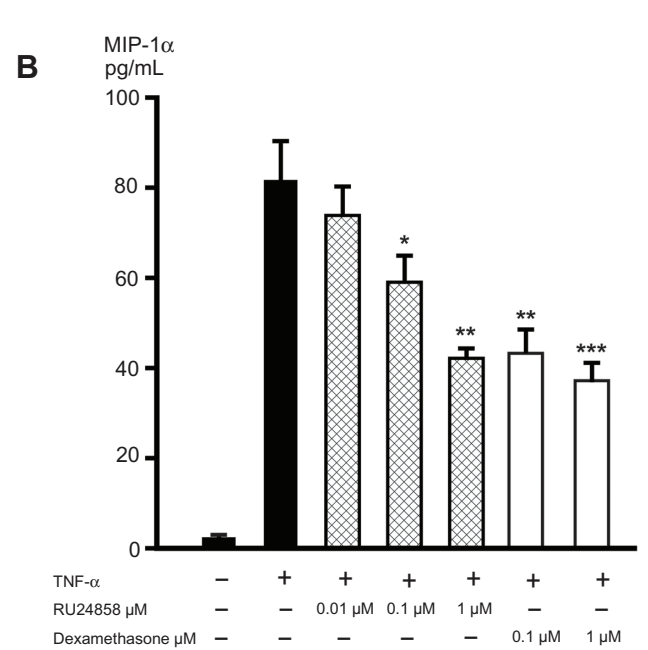 B
MIP-1α
pg/mL
100
80
60
40
20
0
*
**
**
***
TNF-α – + + + + + +
RU24858 µM – – 0.01 µM 0.1 µM 1 µM – –
Dexamethasone µM – – – – – 0.1 µM 1 µM